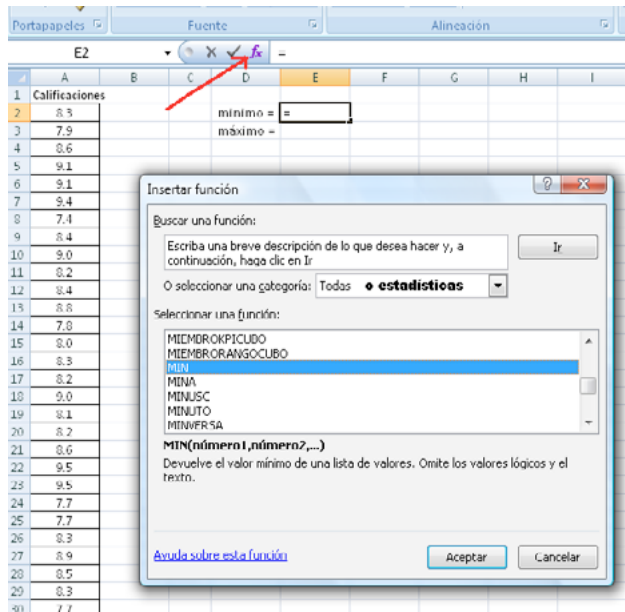 Portapapeles Fuente Alineación
E2 fx =
A B C D E F G H I
1 Calificaciones
2 8.3 mínimo = =
3 7.9 máximo =
4 8.6
5 9.1
6 9.1
7 9.4
8 7.4
9 8.4
10 9.0
11 8.2
12 8.4
13 8.8
14 7.8
15 8.0
16 8.3
17 8.2
18 9.0
19 8.1
20 8.2
21 8.6
22 9.5
23 9.5
24 7.7
25 7.7
26 8.3
27 8.9
28 8.5
29 8.3
30 7.7
Insertar función
Buscar una función:
Escriba una breve descripción de lo que desea hacer y, a
continuación, haga clic en Ir
Ir
O seleccionar una categoría: Todas o estadísticas
Seleccionar una función:
MIEMBROKPICUBO
MIEMBRORANGOCUBO
MIN
MINA
MINUSC
MINUTO
MINVERSA
MIN(número1,número2,...)
Devuelve el valor mínimo de una lista de valores. Omite los valores lógicos y el
texto.
Ayuda sobre esta función
Aceptar Cancelar